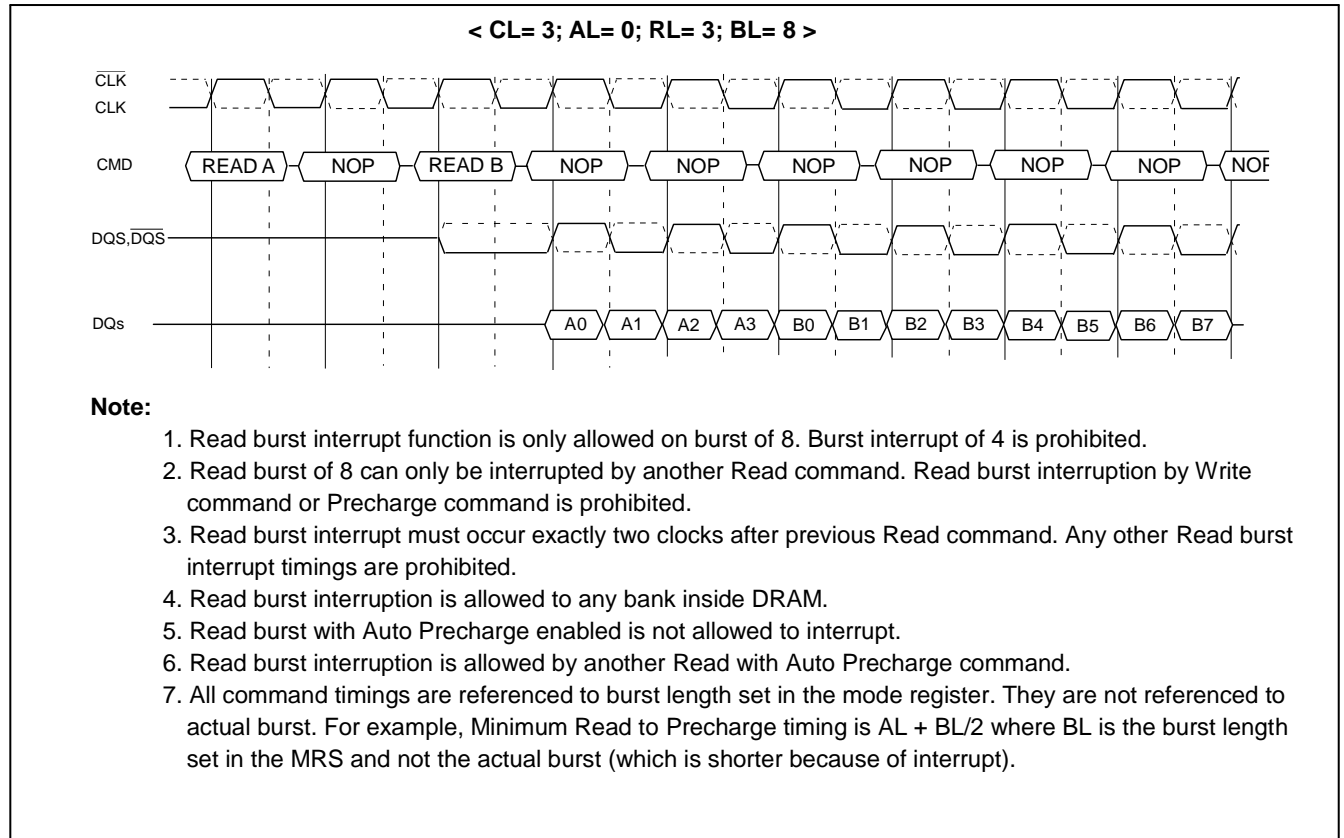 < CL= 3; AL= 0; RL= 3; BL= 8 >
CLK
CLK
CMD READ A NOP READ B NOP NOP NOP NOP NOP NOP NOP
DQS,DQS
DQs A0 A1 A2 A3 B0 B1 B2 B3 B4 B5 B6 B7
Note:
1. Read burst interrupt function is only allowed on burst of 8. Burst interrupt of 4 is prohibited.
2. Read burst of 8 can only be interrupted by another Read command. Read burst interruption by Write
command or Precharge command is prohibited.
3. Read burst interrupt must occur exactly two clocks after previous Read command. Any other Read burst
interrupt timings are prohibited.
4. Read burst interruption is allowed to any bank inside DRAM.
5. Read burst with Auto Precharge enabled is not allowed to interrupt.
6. Read burst interruption is allowed by another Read with Auto Precharge command.
7. All command timings are referenced to burst length set in the mode register. They are not referenced to
actual burst. For example, Minimum Read to Precharge timing is AL + BL/2 where BL is the burst length
set in the MRS and not the actual burst (which is shorter because of interrupt).